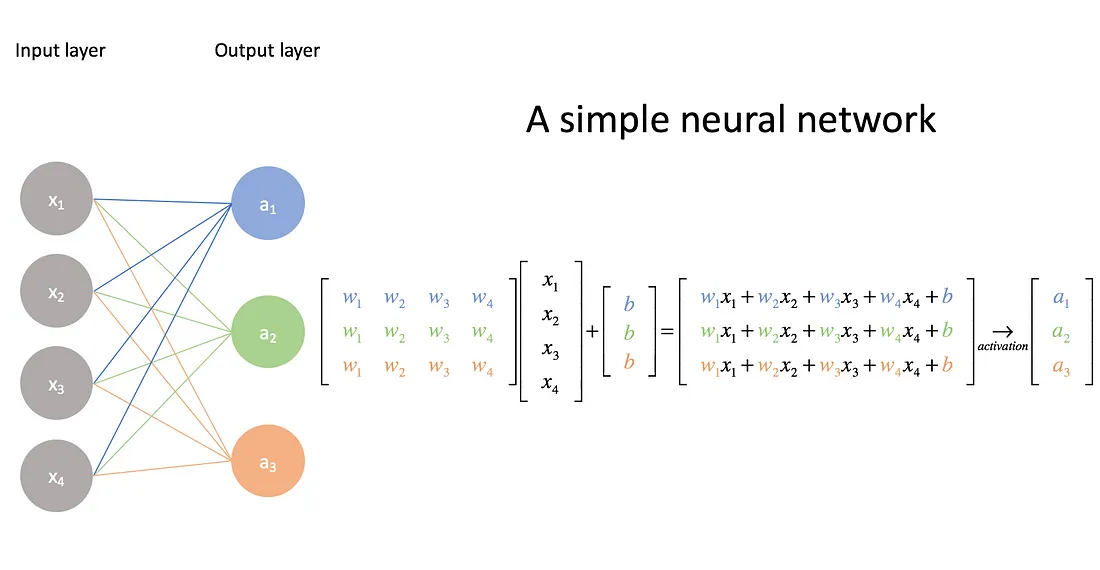 Input layer
Output layer
A simple neural network
x₁
x₂
x₃
x₄
a₁
a₂
a₃
w₁ w₂ w₃ w₄
w₁ w₂ w₃ w₄
w₁ w₂ w₃ w₄
x₁
x₂
x₃
x₄
+
b
b
b
=
w₁x₁ + w₂x₂ + w₃x₃ + w₄x₄ + b
w₁x₁ + w₂x₂ + w₃x₃ + w₄x₄ + b
w₁x₁ + w₂x₂ + w₃x₃ + w₄x₄ + b
→
activation
a₁
a₂
a₃